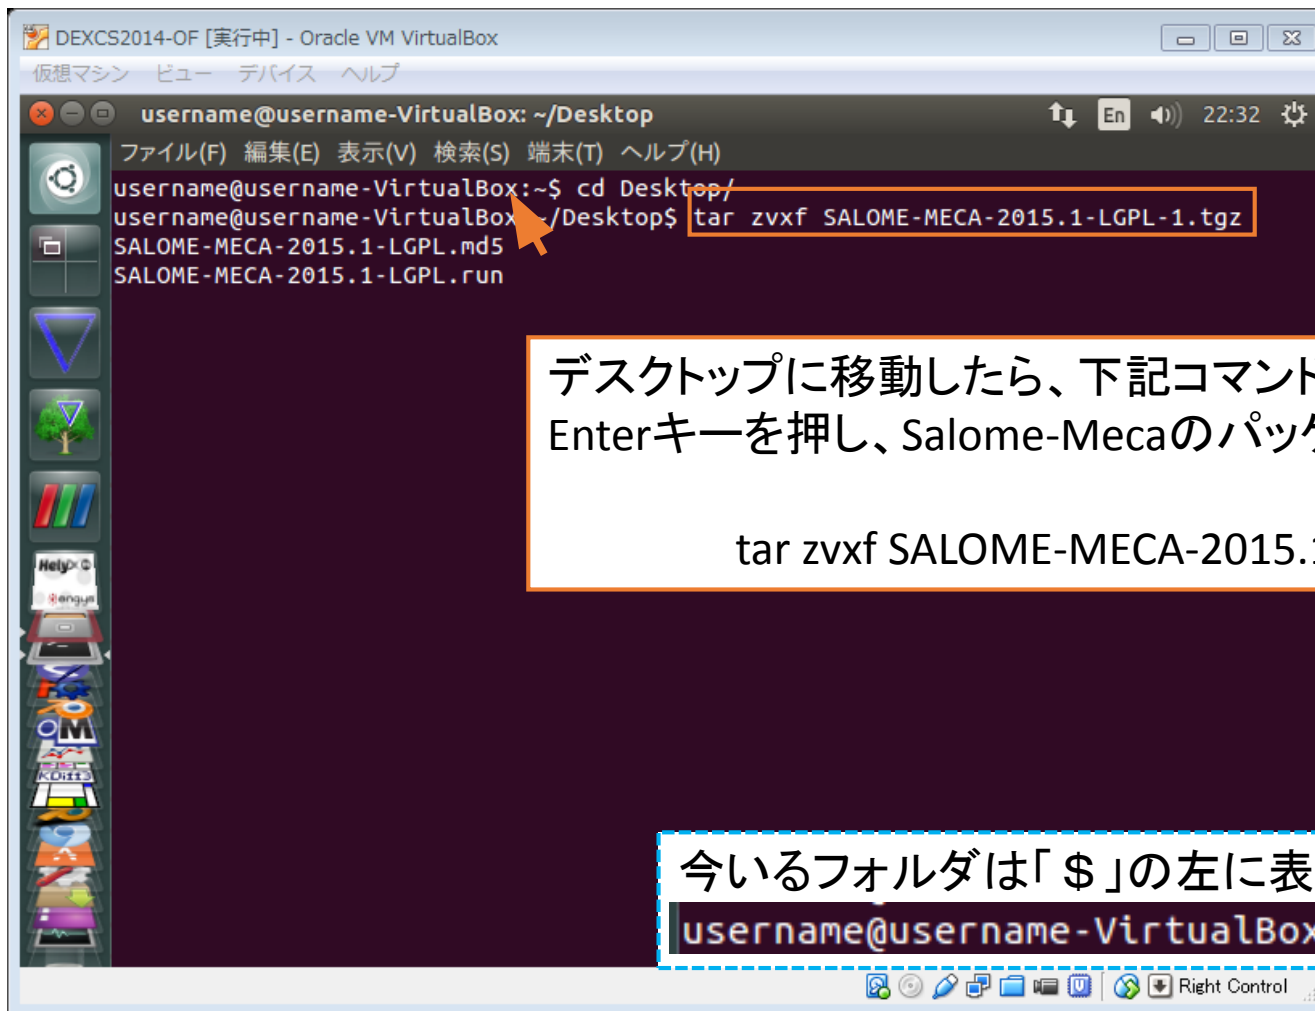 DEXCS2014-OF [実行中] - Oracle VM VirtualBox
仮想マシン ビュー デバイス ヘルプ
username@username-VirtualBox: ~/Desktop
En
22:32
ファイル(F) 編集(E) 表示(V) 検索(S) 端末(T) ヘルプ(H)
username@username-VirtualBox:~$ cd Desktop/
username@username-VirtualBox:~/Desktop$ tar zvxf SALOME-MECA-2015.1-LGPL-1.tgz
SALOME-MECA-2015.1-LGPL.md5
SALOME-MECA-2015.1-LGPL.run
デスクトップに移動したら、下記コマント
Enterキーを押し、Salome-Mecaのパッケ
tar zvxf SALOME-MECA-2015.1
Helyx
engys
OM
KDiff3
今いるフォルダは「＄」の左に表
username@username-VirtualBox
Right Control